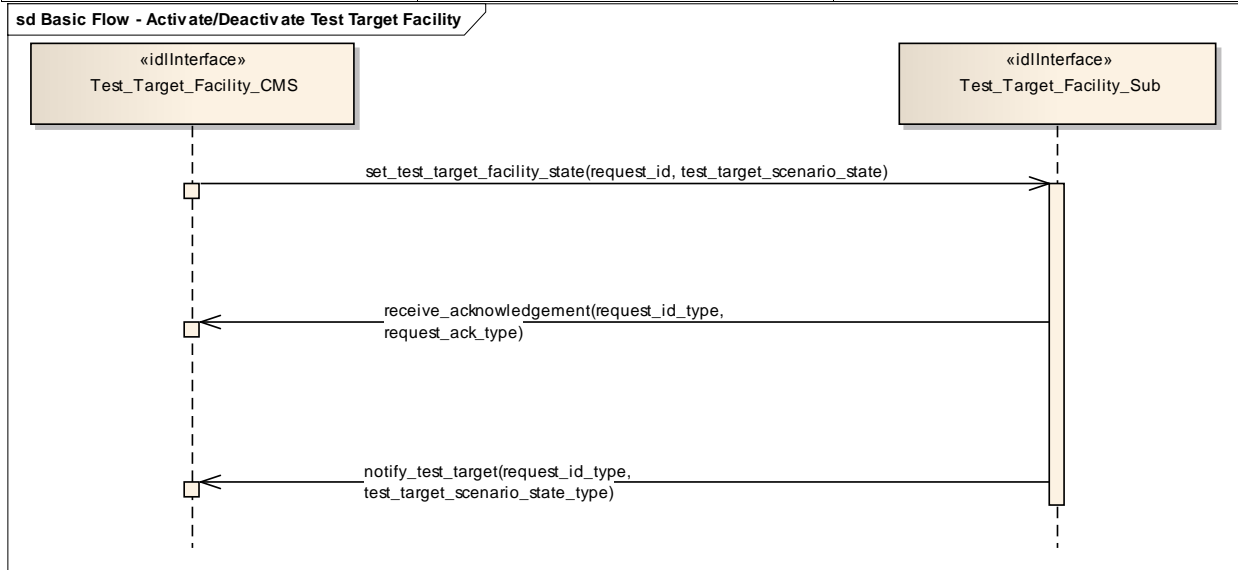 sd Basic Flow - Activate/Deactivate Test Target Facility
«idlInterface»
Test_Target_Facility_CMS
«idlInterface»
Test_Target_Facility_Sub
set_test_target_facility_state(request_id, test_target_scenario_state)
receive_acknowledgement(request_id_type,
request_ack_type)
notify_test_target(request_id_type,
test_target_scenario_state_type)